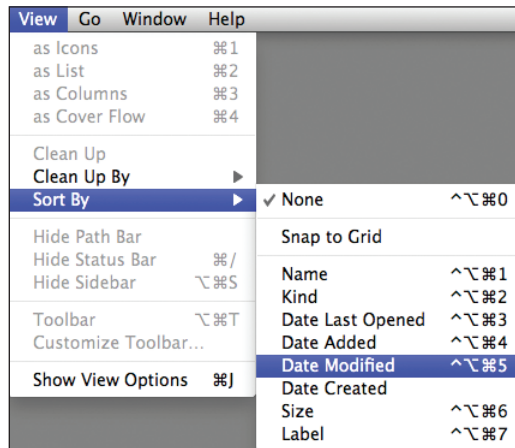 View Go Window Help
as Icons ⌘1
as List ⌘2
as Columns ⌘3
as Cover Flow ⌘4
Clean Up
Clean Up By ▶
Sort By ▶
Hide Path Bar
Hide Status Bar ⌘/
Hide Sidebar ⌥⌘S
Toolbar ⌥⌘T
Customize Toolbar...
Show View Options ⌘J
✓ None ^⌥⌘0
Snap to Grid
Name ^⌥⌘1
Kind ^⌥⌘2
Date Last Opened ^⌥⌘3
Date Added ^⌥⌘4
Date Modified ^⌥⌘5
Date Created
Size ^⌥⌘6
Label ^⌥⌘7